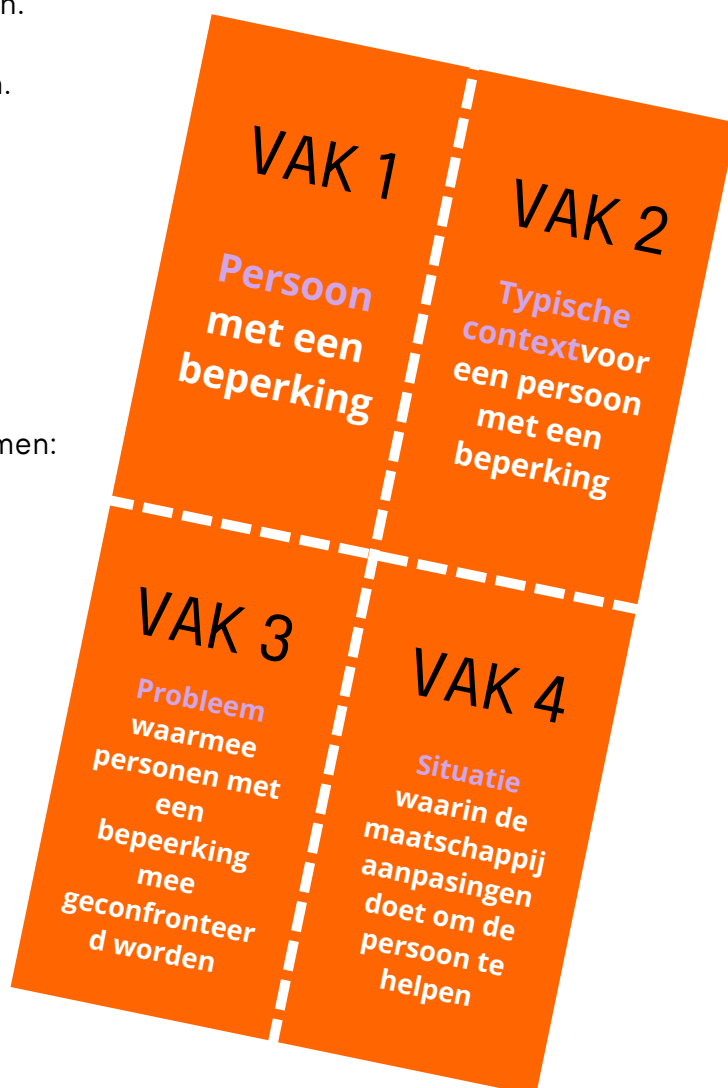 n.
n.
men:
VAK 1
Persoon
met een
beperking
VAK 2
Typische
contextvoor
een persoon
met een
beperking
VAK 3
Probleem
waarmee
personen met
een
bepeerking
mee
geconfronteer
d worden
VAK 4
Situatie
waarin de
maatschappij
aanpasingen
doet om de
persoon te
helpen